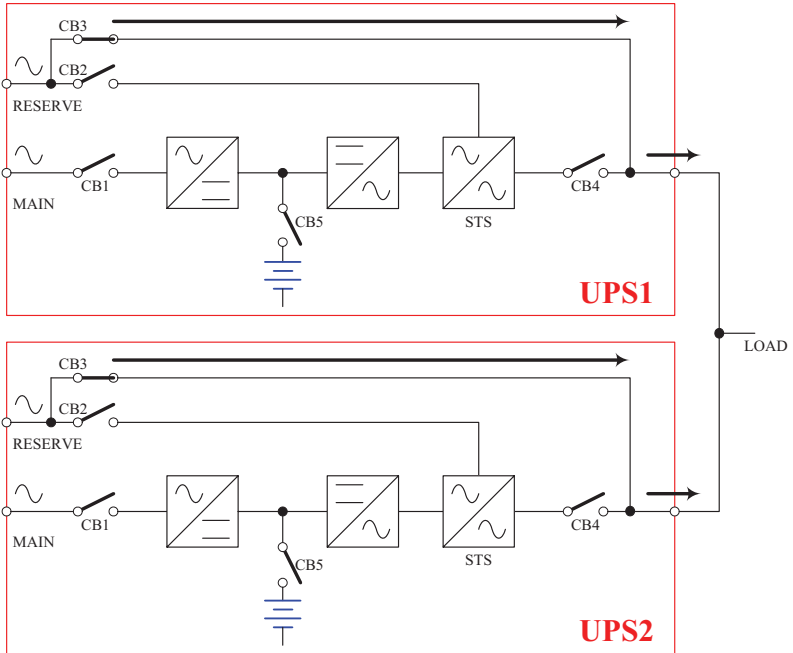 CB3
CB2
RESERVE
MAIN
CB1
CB5
STS
CB4
UPS1
LOAD
CB3
CB2
RESERVE
MAIN
CB1
CB5
STS
CB4
UPS2